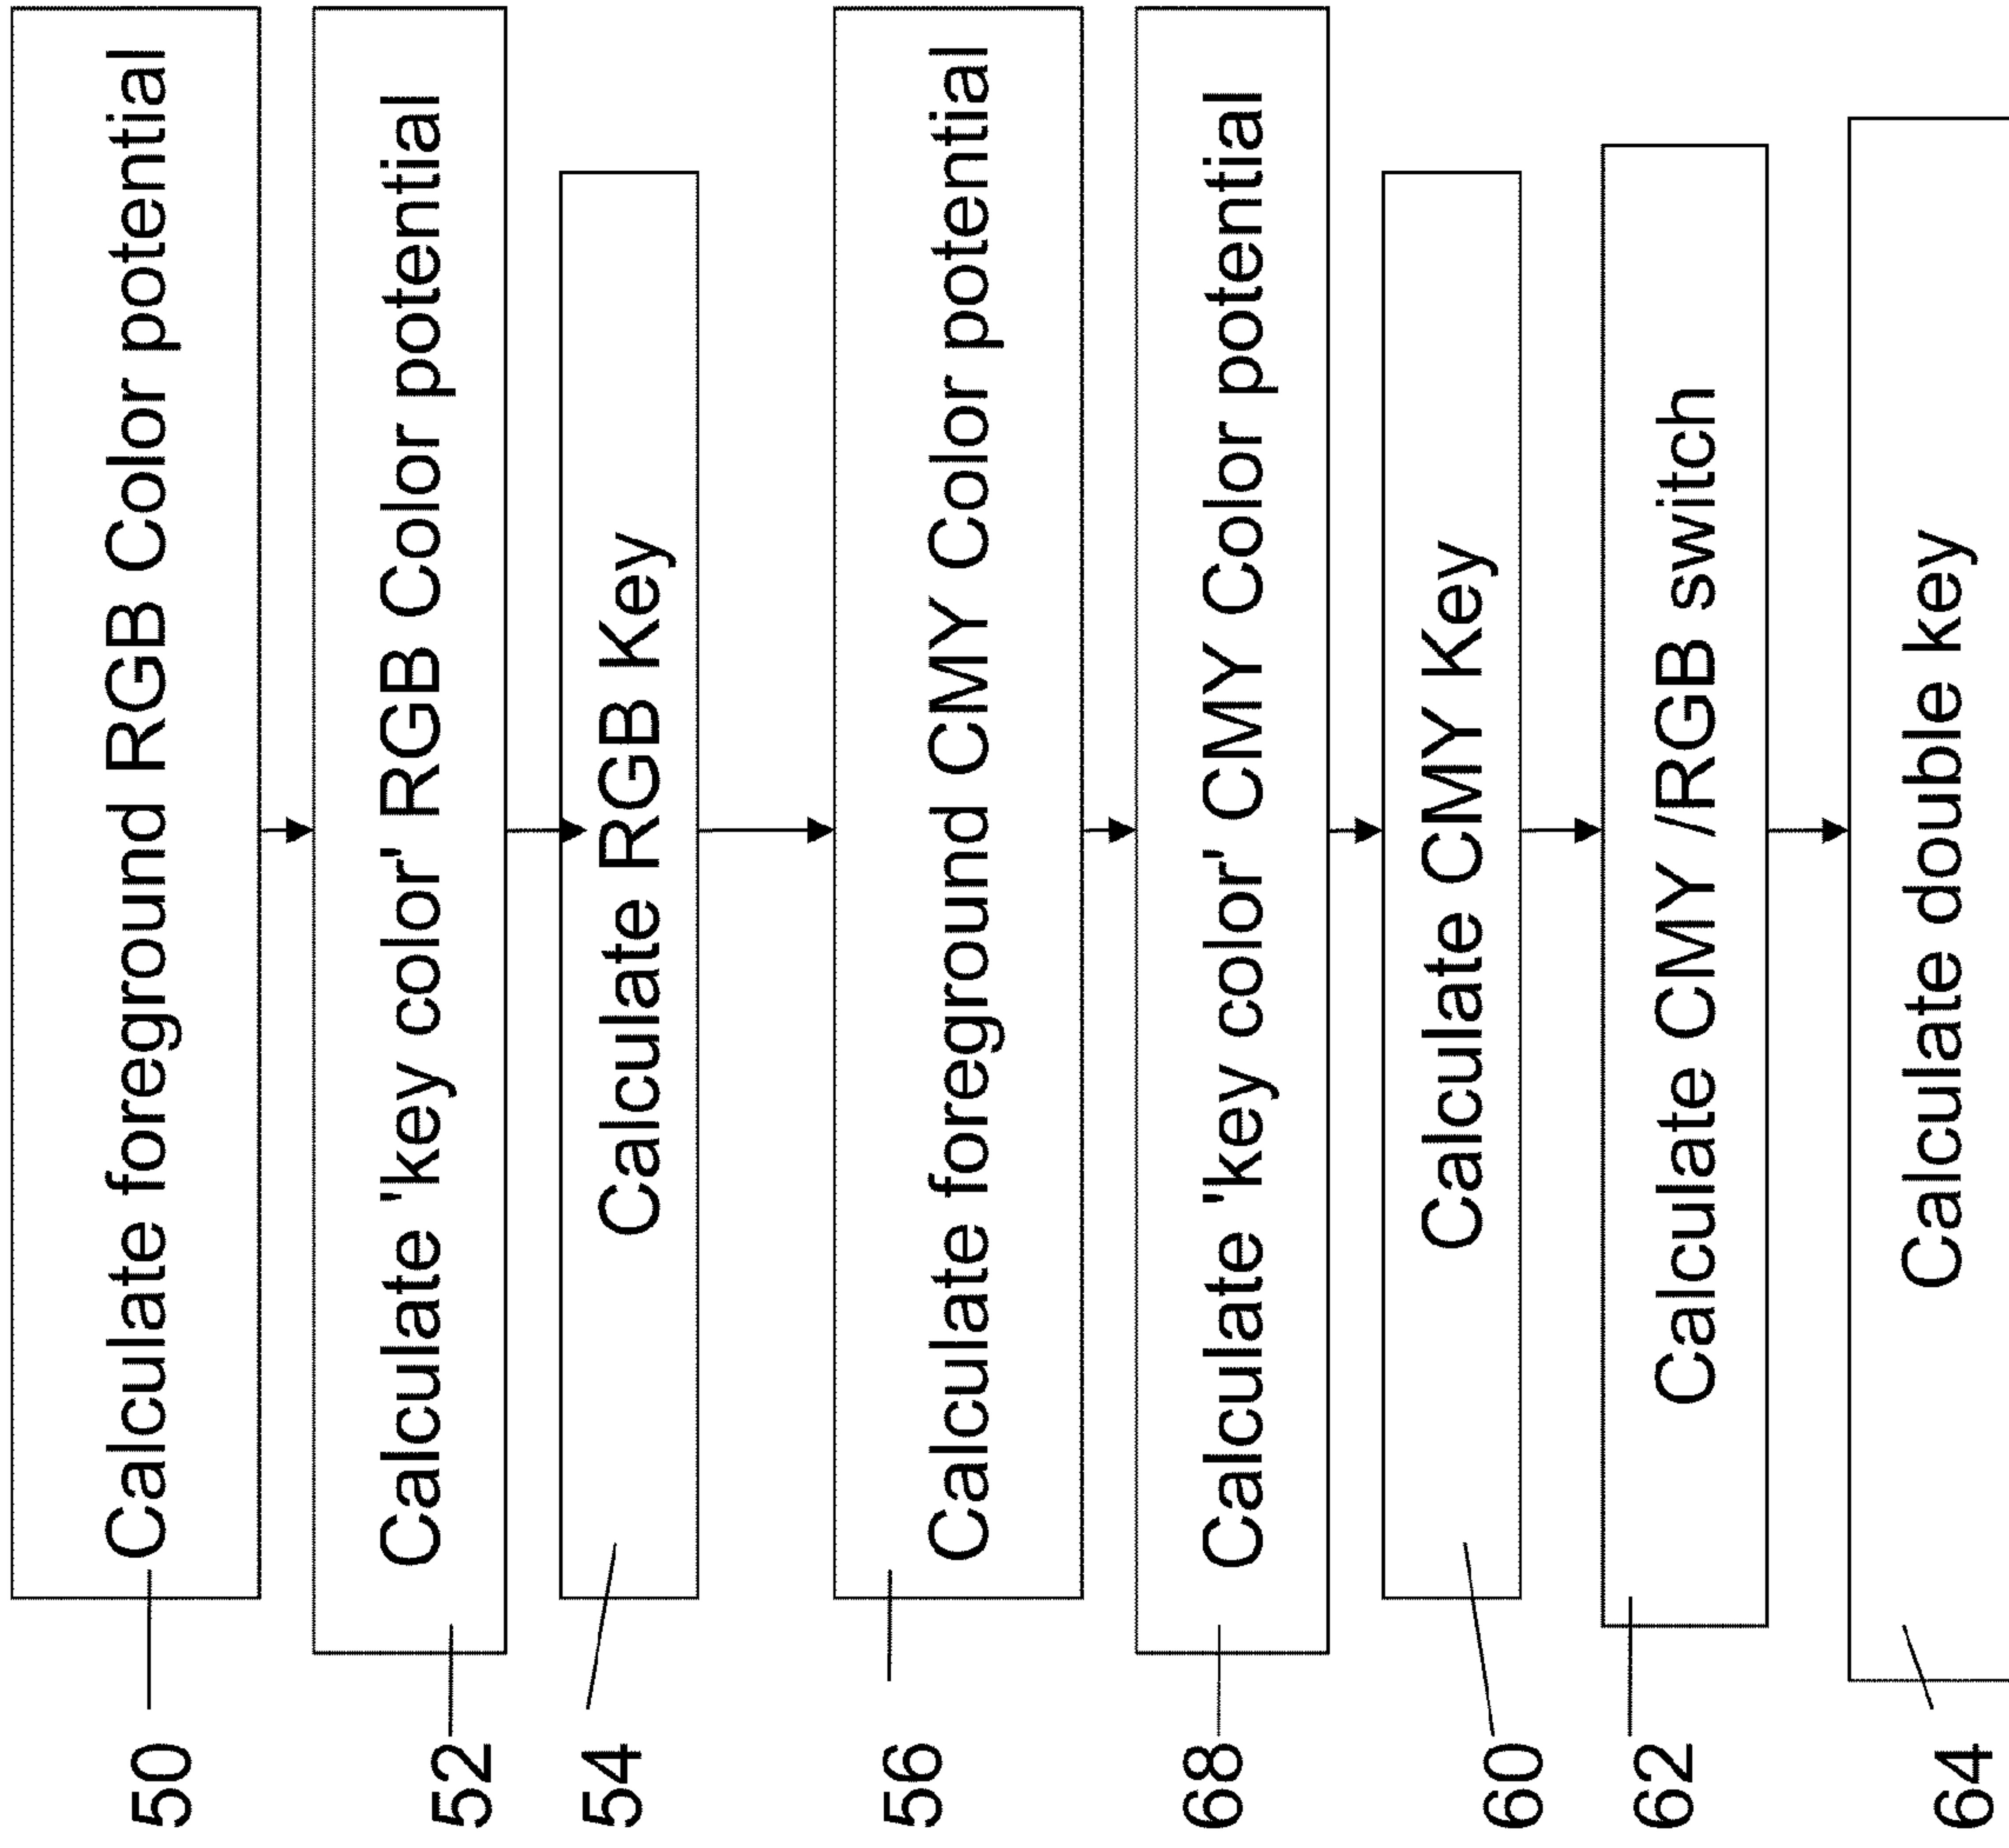 50
Calculate foreground RGB Color potential
52
Calculate 'key color' RGB Color potential
54
Calculate RGB Key
56
Calculate foreground CMY Color potential
68
Calculate 'key color' CMY Color potential
60
Calculate CMY Key
62
Calculate CMY /RGB switch
64
Calculate double key